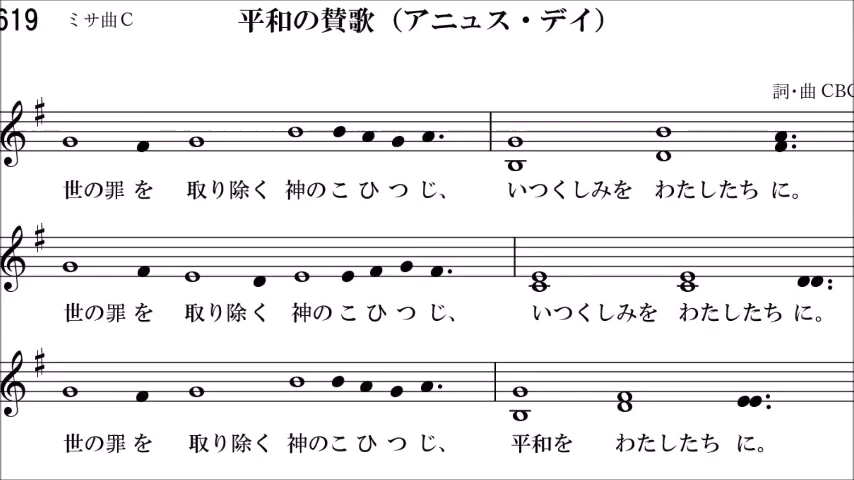 619 ミサ曲C 平和の賛歌（アニュス・デイ）
詞・曲 CBC
世の罪 を 取り除く 神のこ ひ つ じ、 いつくしみを わたしたち に。
世の罪 を 取り除く 神の こ ひ つ じ、 いつくしみを わたしたち に。
世の罪 を 取り除く 神のこ ひ つ じ、 平和を わたしたち に。